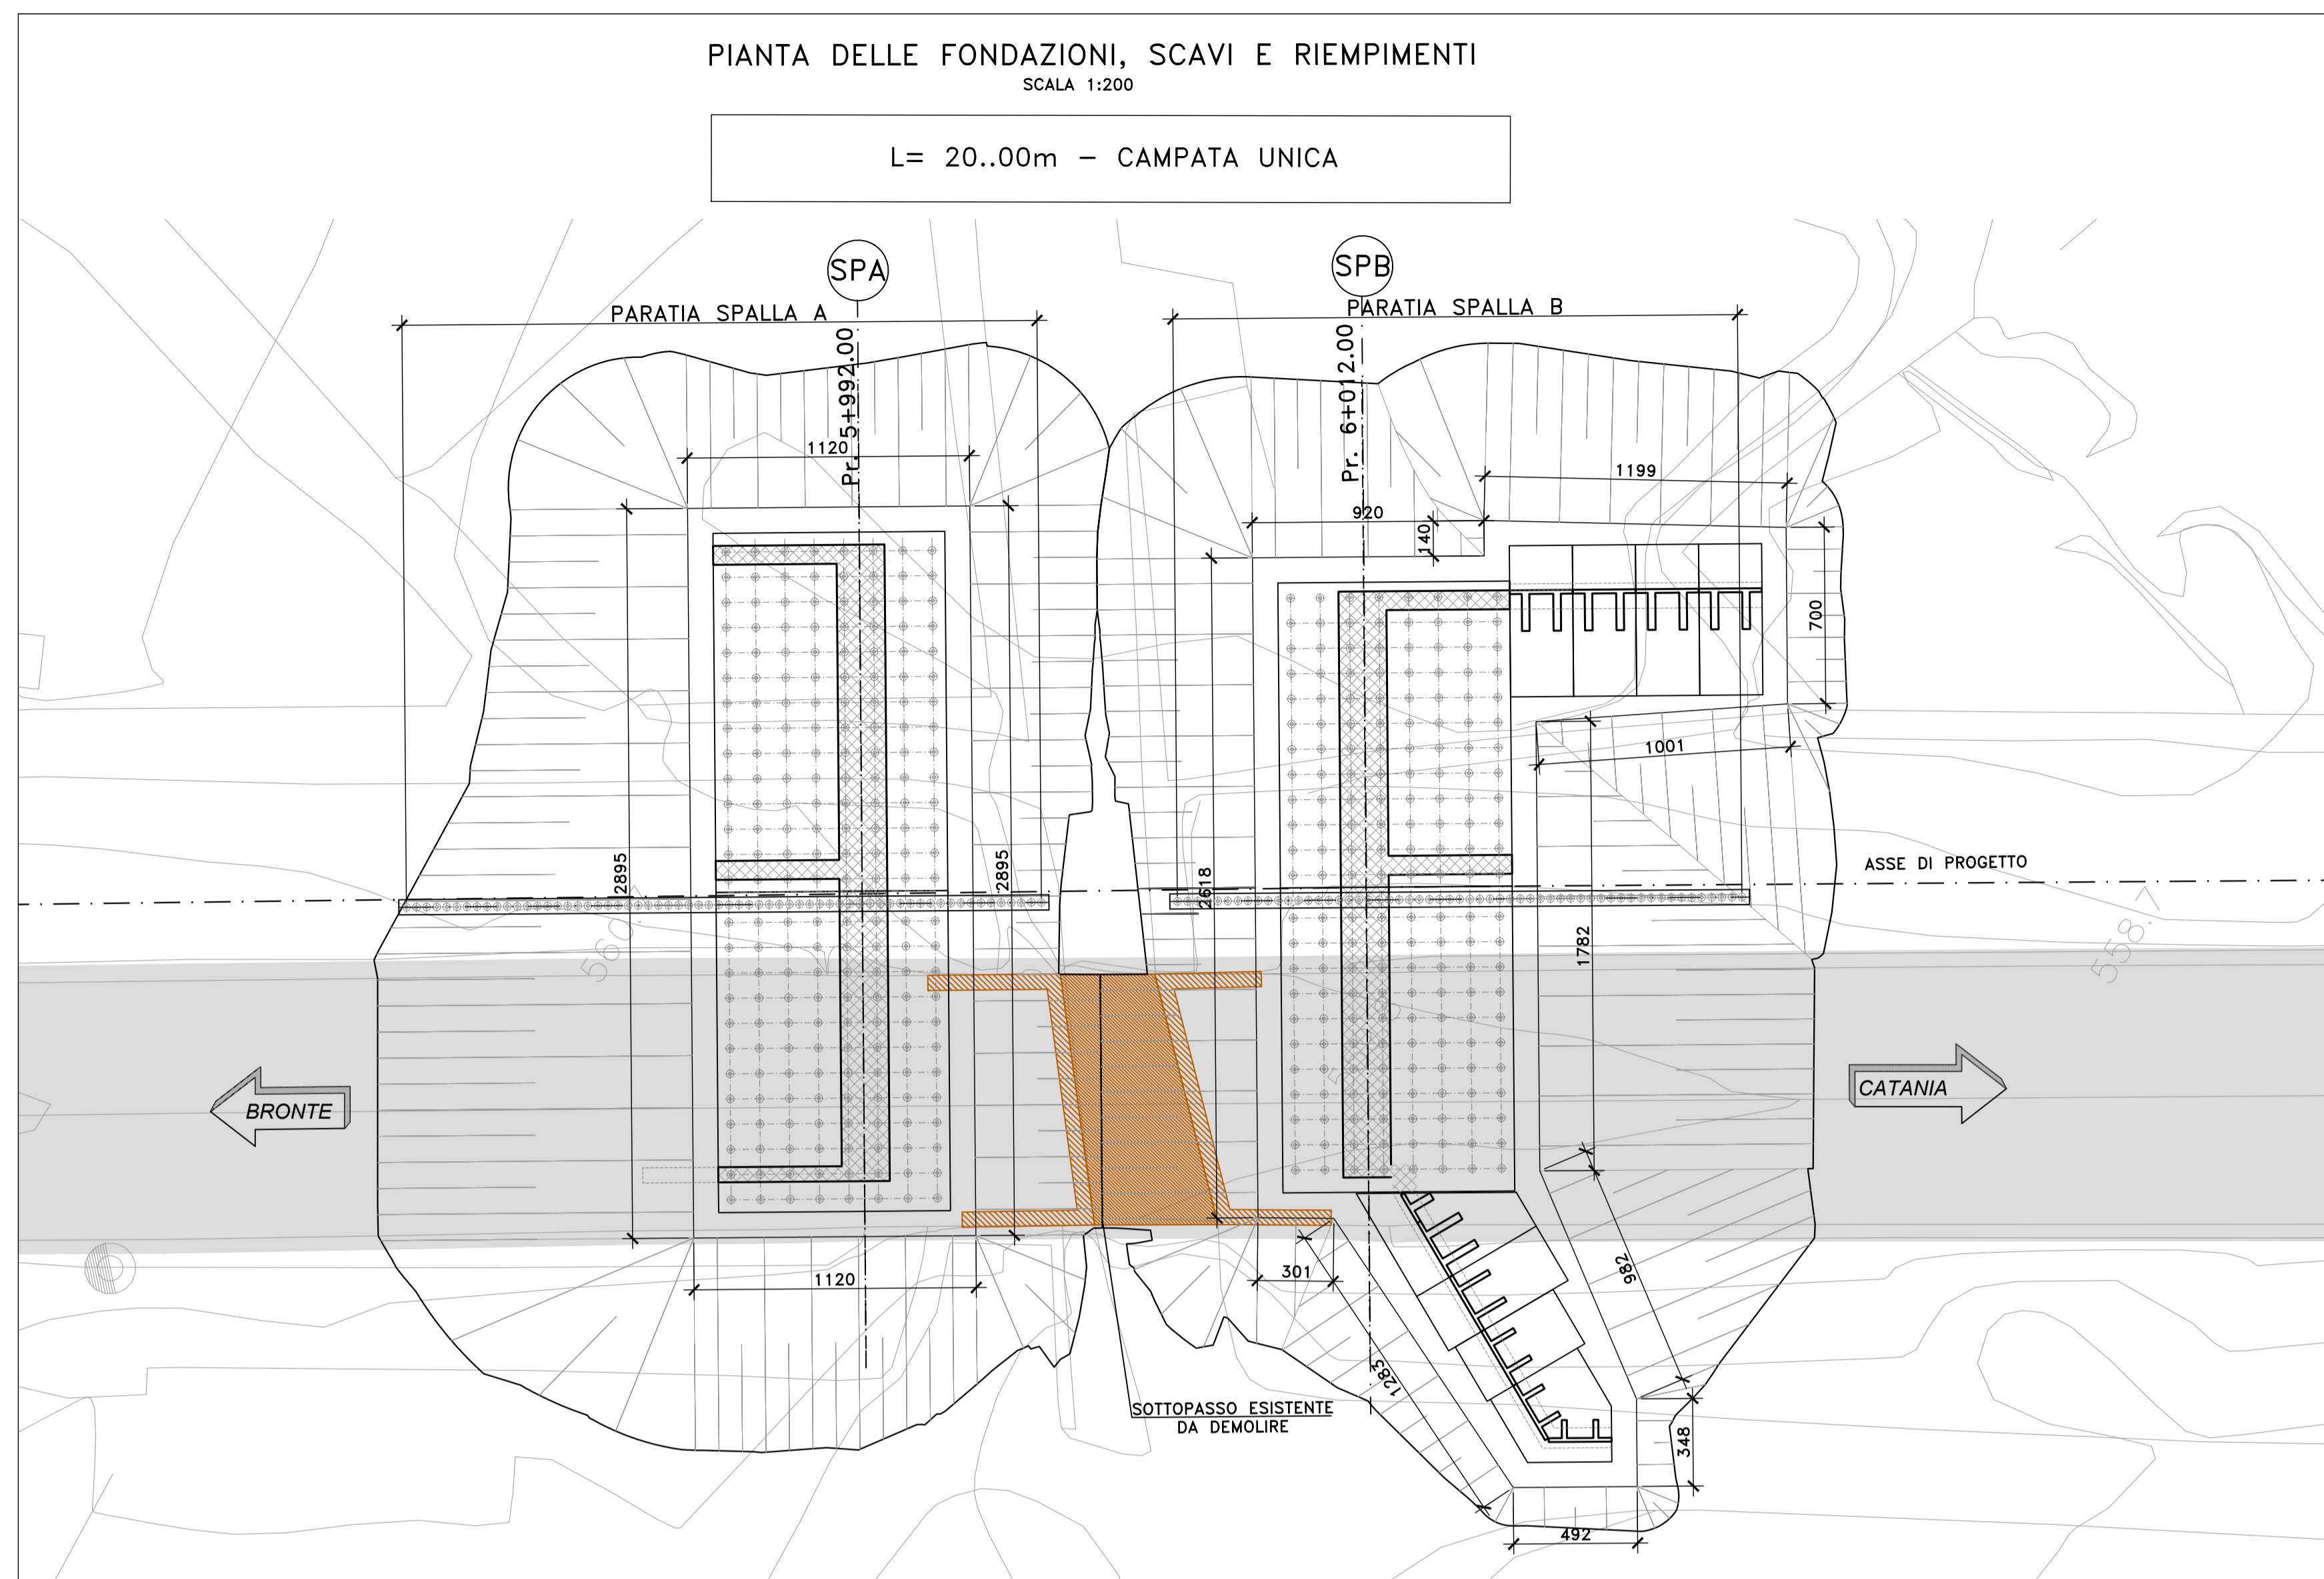 PIANTA DELLE FONDAZIONI, SCAVI E RIEMPIMENTI
SCALA 1:200
L= 20..00m - CAMPATA UNICA
SPA
SPB
PARATIA SPALLA A
PARATIA SPALLA B
Pr. 5+992.00
Pr. 6+012.00
1120
1199
920
140
700
1001
2895
2895
2618
ASSE DI PROGETTO
1782
BRONTE
CATANIA
982
1120
301
1283
SOTTOPASSO ESISTENTE
DA DEMOLIRE
348
492
558.7